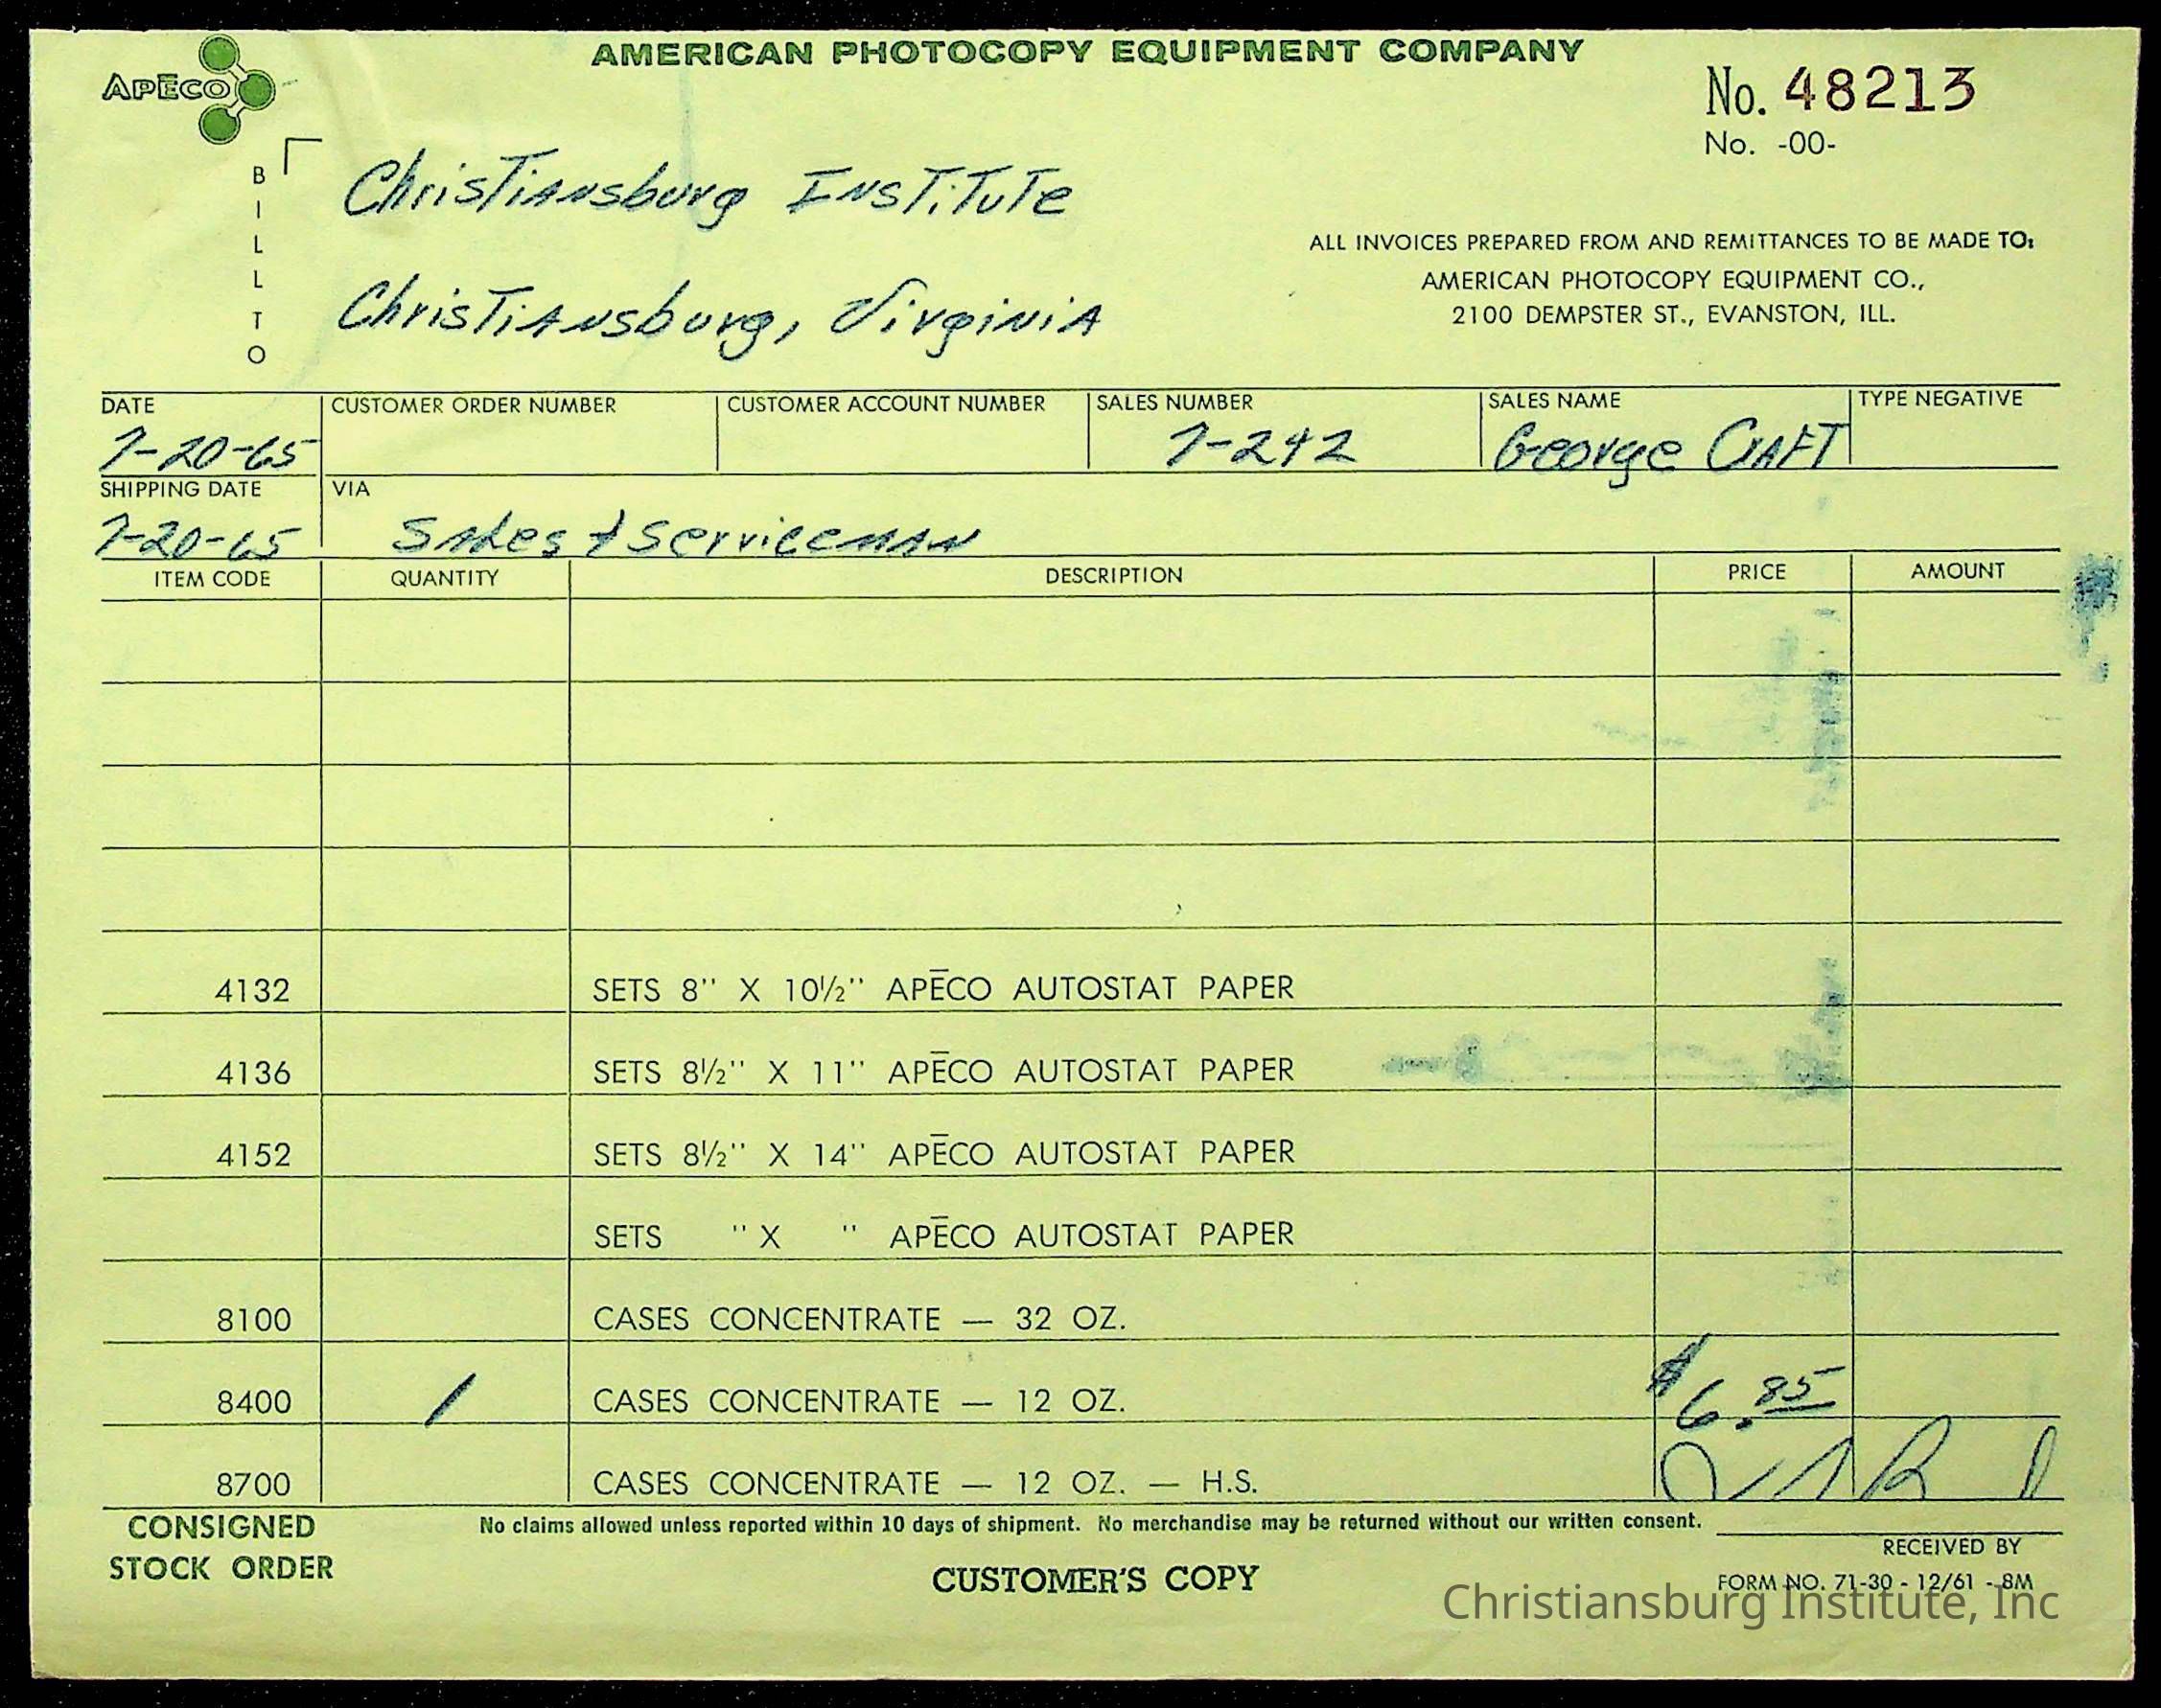 APĒCO
AMERICAN PHOTOCOPY EQUIPMENT COMPANY
No. 48213
No. -00-
BILL TO
Christiansburg Institute
Christiansburg, Virginia
ALL INVOICES PREPARED FROM AND REMITTANCES TO BE MADE TO:
AMERICAN PHOTOCOPY EQUIPMENT CO.,
2100 DEMPSTER ST., EVANSTON, ILL.
DATE CUSTOMER ORDER NUMBER CUSTOMER ACCOUNT NUMBER SALES NUMBER SALES NAME TYPE NEGATIVE
7-20-65 7-242 George
SHIPPING DATE VIA
7-20-65 Sales & Serviceman
ITEM CODE QUANTITY DESCRIPTION PRICE AMOUNT
4132 SETS 8" X 10½" APĒCO AUTOSTAT PAPER
4136 SETS 8½" X 11" APĒCO AUTOSTAT PAPER
4152 SETS 8½" X 14" APĒCO AUTOSTAT PAPER
SETS " X " APĒCO AUTOSTAT PAPER
8100 CASES CONCENTRATE — 32 OZ.
8400 1 CASES CONCENTRATE — 12 OZ. $6.85
8700 CASES CONCENTRATE — 12 OZ. — H.S.
CONSIGNED
STOCK ORDER
No claims allowed unless reported within 10 days of shipment. No merchandise may be returned without our written consent.
RECEIVED BY
CUSTOMER'S COPY
FORM NO. 71-30 - 12/61 - 8M
Christiansburg Institute, Inc